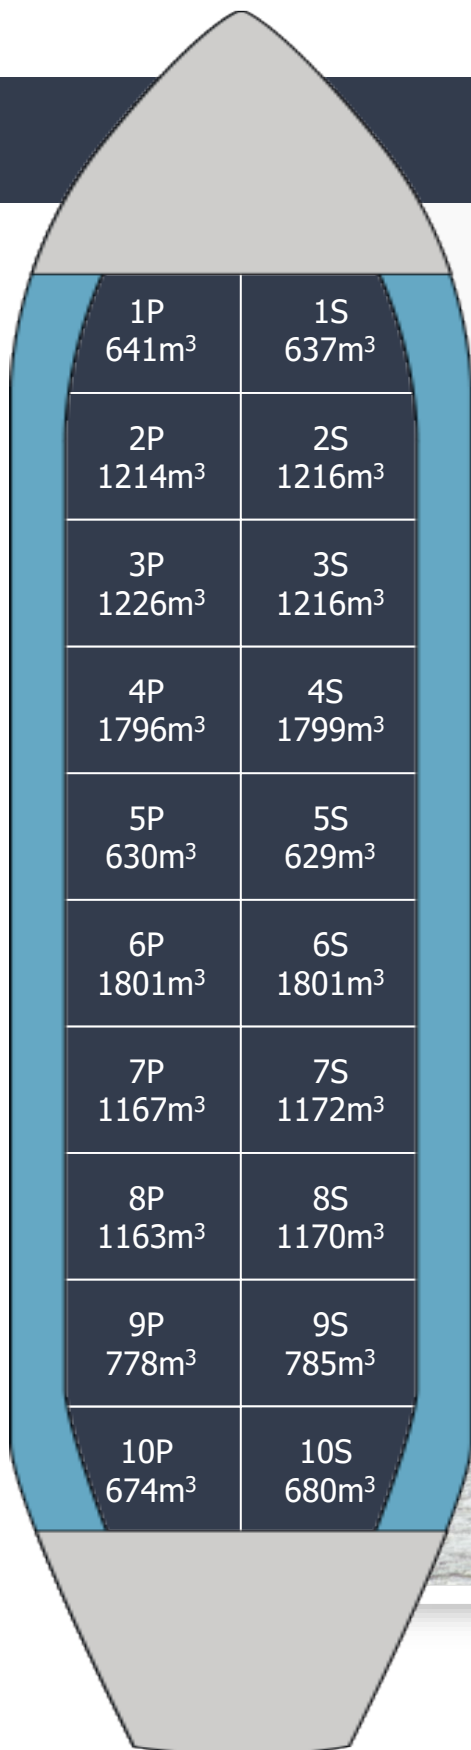 1P 1S
641m³ 637m³
2P 2S
1214m³ 1216m³
3P 3S
1226m³ 1216m³
4P 4S
1796m³ 1799m³
5P 5S
630m³ 629m³
6P 6S
1801m³ 1801m³
7P 7S
1167m³ 1172m³
8P 8S
1163m³ 1170m³
9P 9S
778m³ 785m³
10P 10S
674m³ 680m³